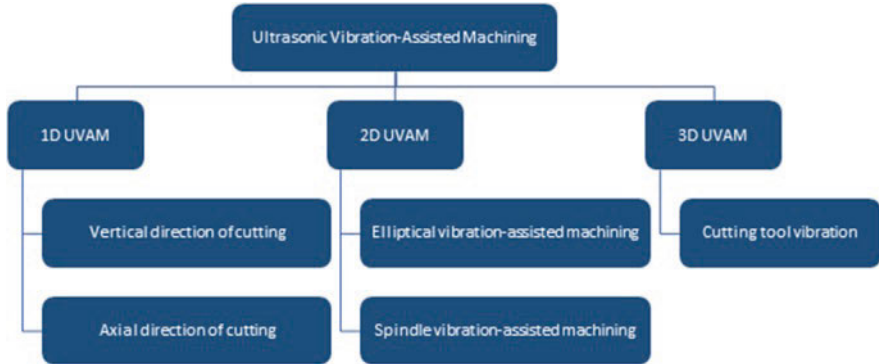 Ultrasonic Vibration-Assisted Machining
1D UVAM
2D UVAM
3D UVAM
Vertical direction of cutting
Elliptical vibration-assisted machining
Cutting tool vibration
Axial direction of cutting
Spindle vibration-assisted machining